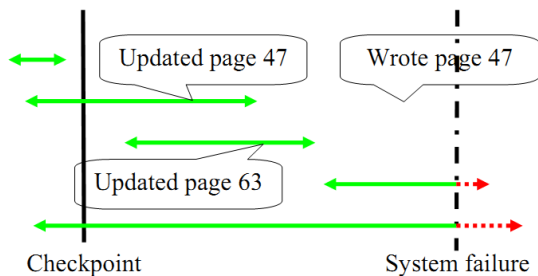 Updated page 47
Wrote page 47
Updated page 63
Checkpoint
System failure